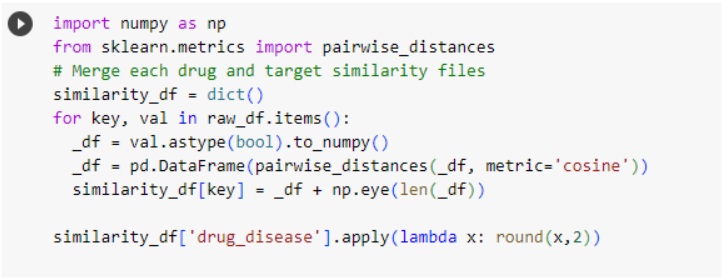 import numpy as np
from sklearn.metrics import pairwise_distances
# Merge each drug and target similarity files
similarity_df = dict()
for key, val in raw_df.items():
  _df = val.astype(bool).to_numpy()
  _df = pd.DataFrame(pairwise_distances(_df, metric='cosine'))
  similarity_df[key] = _df + np.eye(len(_df))

similarity_df['drug_disease'].apply(lambda x: round(x,2))